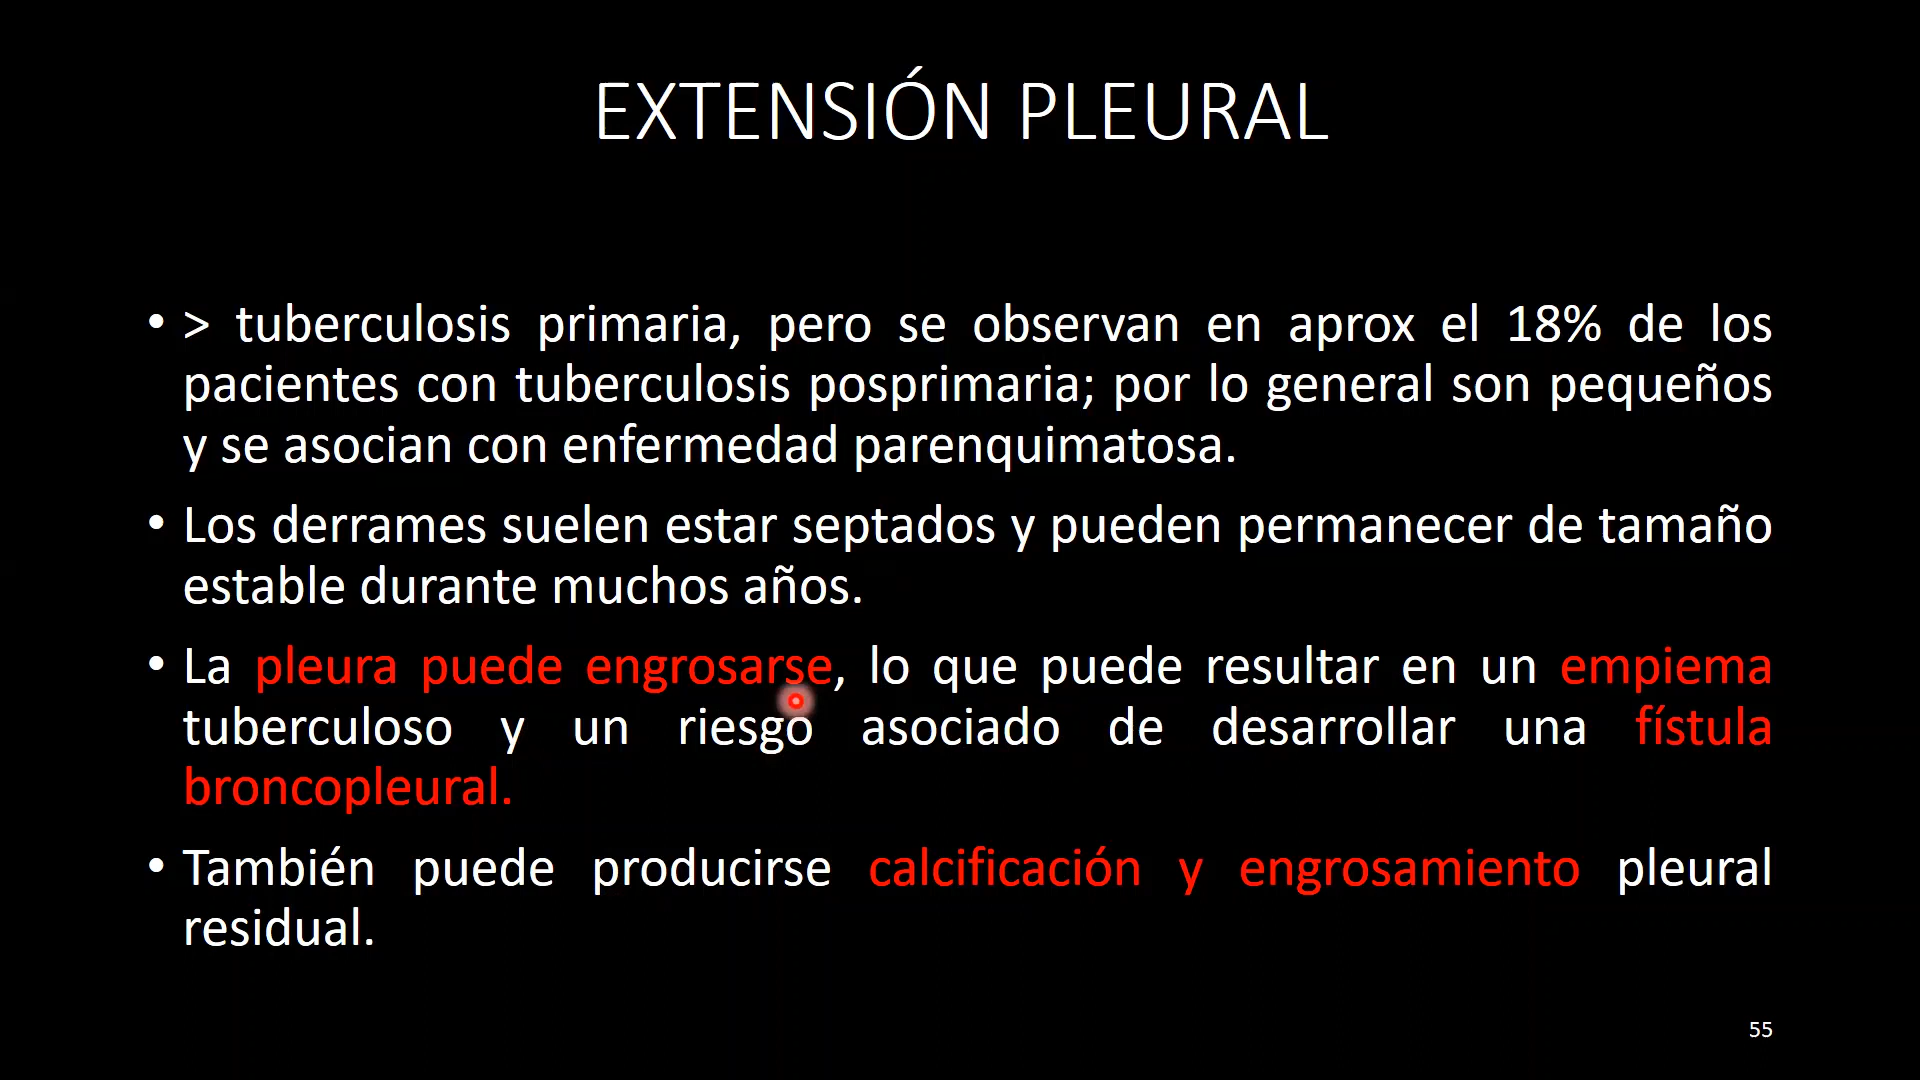 EXTENSIÓN PLEURAL
• > tuberculosis primaria, pero se observan en aprox el 18% de los
pacientes con tuberculosis posprimaria; por lo general son pequeños
y se asocian con enfermedad parenquimatosa.
• Los derrames suelen estar septados y pueden permanecer de tamaño
estable durante muchos años.
• La pleura puede engrosarse, lo que puede resultar en un empiema
tuberculoso y un riesgo asociado de desarrollar una fístula
broncopleural.
• También puede producirse calcificación y engrosamiento pleural
residual.
55